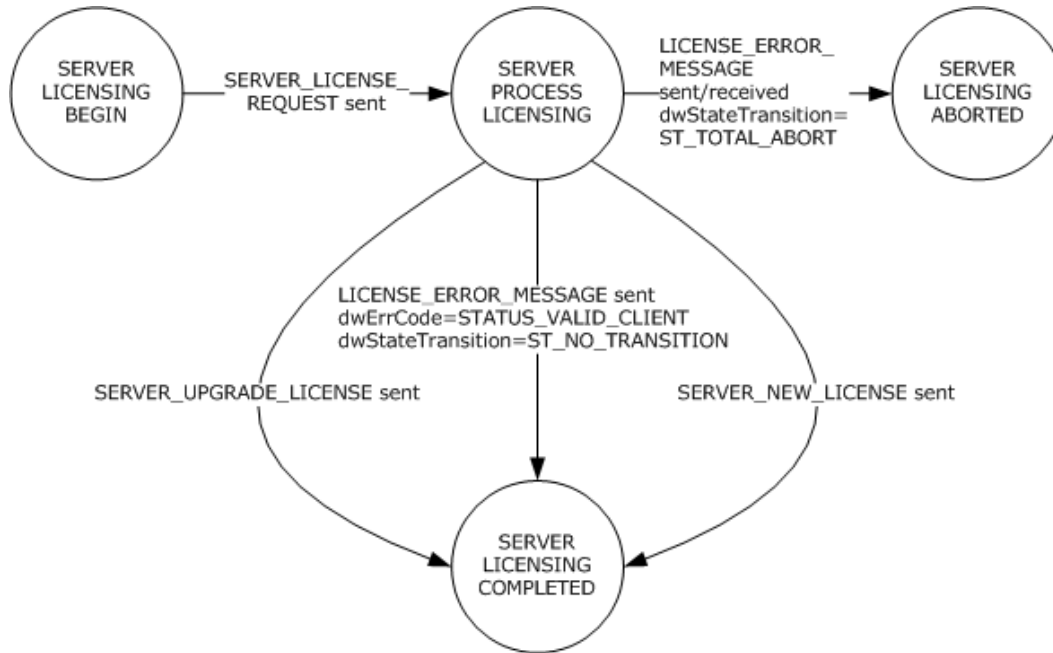 SERVER
LICENSING
BEGIN
SERVER_LICENSE_
REQUEST sent
SERVER
PROCESS
LICENSING
LICENSE_ERROR_
MESSAGE
sent/received
dwStateTransition=
ST_TOTAL_ABORT
SERVER
LICENSING
ABORTED
LICENSE_ERROR_MESSAGE sent
dwErrCode=STATUS_VALID_CLIENT
dwStateTransition=ST_NO_TRANSITION
SERVER_UPGRADE_LICENSE sent
SERVER_NEW_LICENSE sent
SERVER
LICENSING
COMPLETED